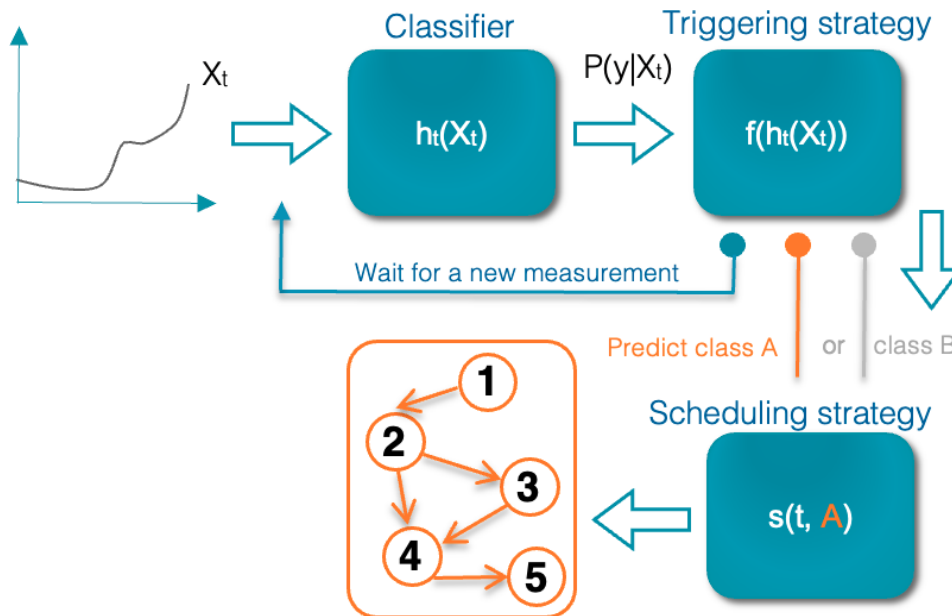 Classifier
Triggering strategy
Xₜ
P(y|Xₜ)
hₜ(Xₜ)
f(hₜ(Xₜ))
Wait for a new measurement
Predict class A or class B
1
2
3
4
5
Scheduling strategy
s(t, A)